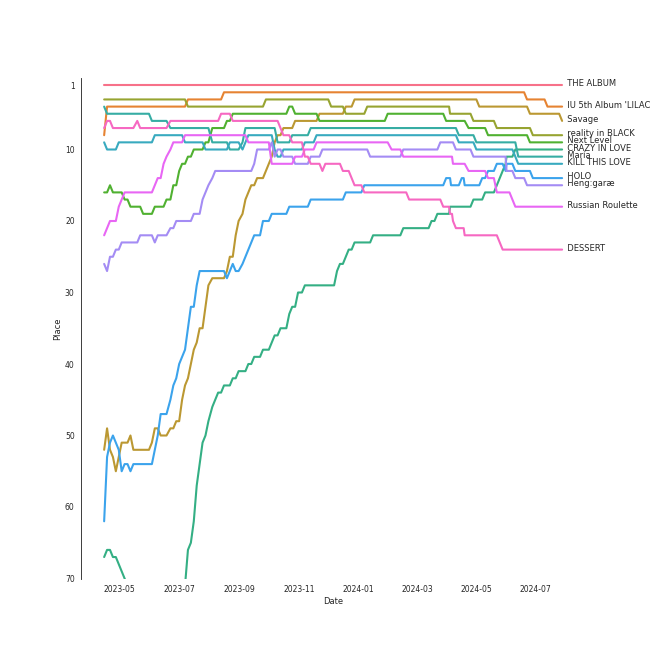 1
10
20
30
40
50
60
70
Place
2023-05 2023-07 2023-09 2023-11 2024-01 2024-03 2024-05 2024-07
Date
THE ALBUM
IU 5th Album 'LILAC
Savage
reality in BLACK
Next Level
CRAZY IN LOVE
Maria
KILL THIS LOVE
HOLO
Heng:garæ
Russian Roulette
DESSERT